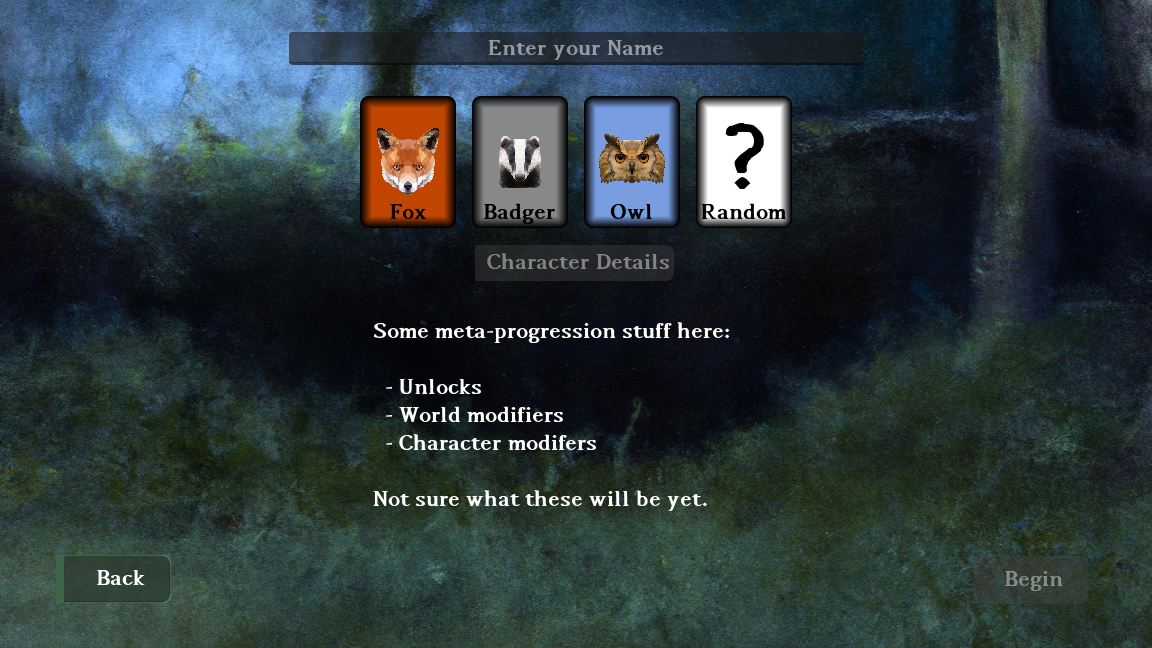 Enter your Name
Fox
Badger
Owl
Random
Character Details
Some meta-progression stuff here:
- Unlocks
- World modifiers
- Character modifers
Not sure what these will be yet.
Back
Begin